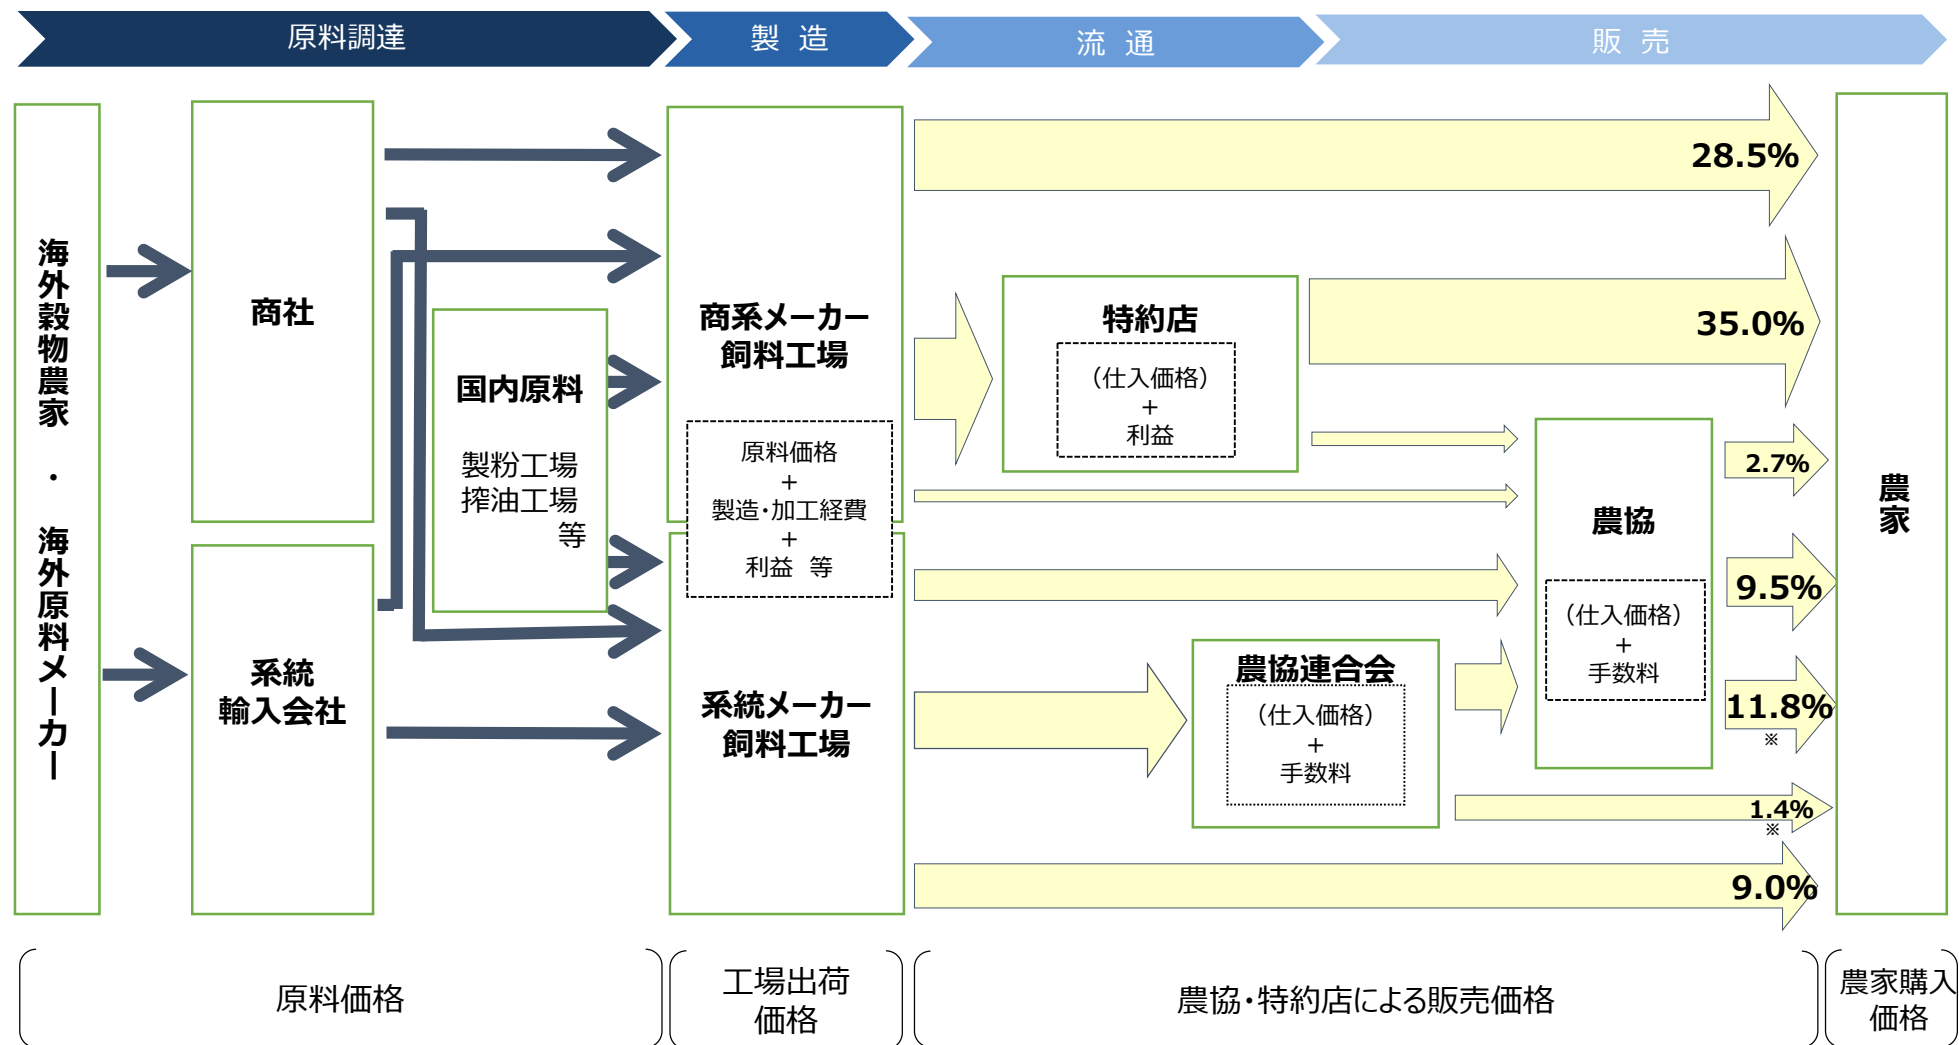 原料調達
製 造
流 通
販 売
海外穀物農家 ・ 海外原料メーカー
商社
系統
輸入会社
国内原料
製粉工場
搾油工場
等
商系メーカー
飼料工場
原料価格
+
製造・加工経費
+
利益 等
系統メーカー
飼料工場
特約店
(仕入価格)
+
利益
農協連合会
(仕入価格)
+
手数料
農協
(仕入価格)
+
手数料
28.5%
35.0%
2.7%
9.5%
11.8%
※
1.4%
※
9.0%
農家
原料価格
工場出荷
価格
農協・特約店による販売価格
農家購入
価格